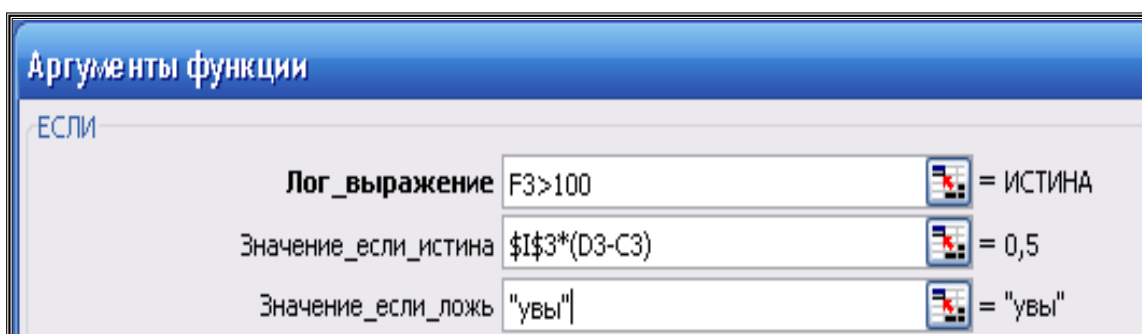 Аргументы функции
ЕСЛИ
Лог_выражение F3>100 = ИСТИНА
Значение_если_истина $I$3*(D3-C3) = 0,5
Значение_если_ложь "увы" = "увы"